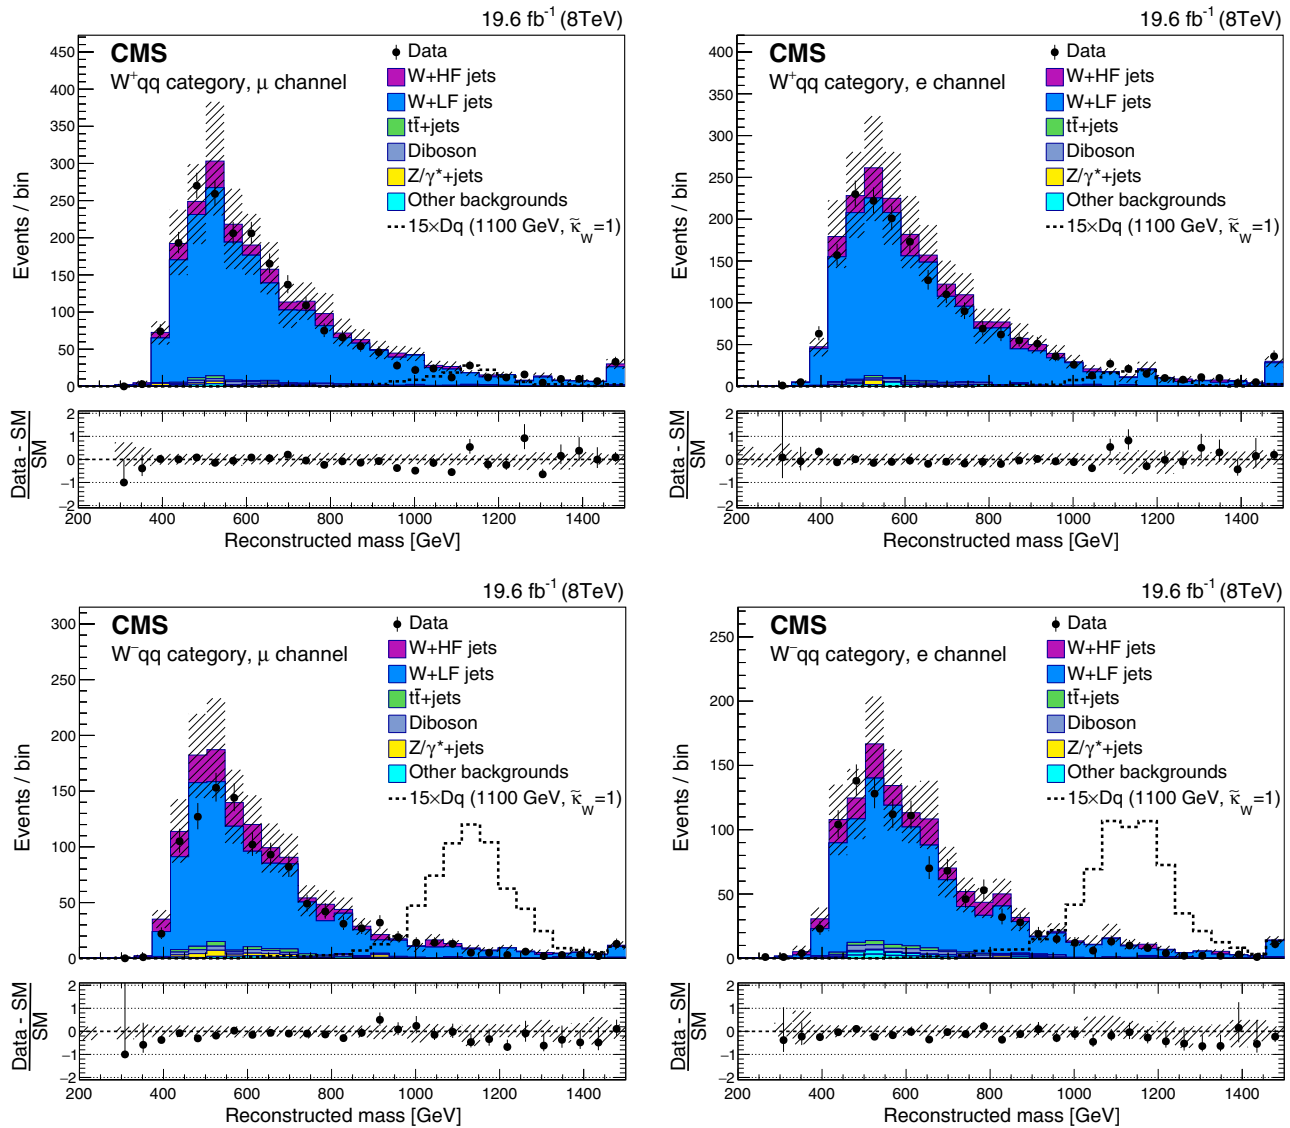 19.6 fb⁻¹ (8TeV)
CMS
W⁺qq category, μ channel
Data
W+HF jets
W+LF jets
tt̄+jets
Diboson
Z/γ*+jets
Other backgrounds
15×Dq (1100 GeV, κ̃_W=1)
Events / bin
450
400
350
300
250
200
150
100
50
0
Data - SM
SM
2
1
0
−1
−2
200 400 600 800 1000 1200 1400
Reconstructed mass [GeV]
19.6 fb⁻¹ (8TeV)
CMS
W⁺qq category, e channel
Data
W+HF jets
W+LF jets
tt̄+jets
Diboson
Z/γ*+jets
Other backgrounds
15×Dq (1100 GeV, κ̃_W=1)
Events / bin
400
350
300
250
200
150
100
50
0
Data - SM
SM
2
1
0
−1
−2
200 400 600 800 1000 1200 1400
Reconstructed mass [GeV]
19.6 fb⁻¹ (8TeV)
CMS
W⁻qq category, μ channel
Data
W+HF jets
W+LF jets
tt̄+jets
Diboson
Z/γ*+jets
Other backgrounds
15×Dq (1100 GeV, κ̃_W=1)
Events / bin
300
250
200
150
100
50
0
Data - SM
SM
2
1
0
−1
−2
200 400 600 800 1000 1200 1400
Reconstructed mass [GeV]
19.6 fb⁻¹ (8TeV)
CMS
W⁻qq category, e channel
Data
W+HF jets
W+LF jets
tt̄+jets
Diboson
Z/γ*+jets
Other backgrounds
15×Dq (1100 GeV, κ̃_W=1)
Events / bin
250
200
150
100
50
0
Data - SM
SM
2
1
0
−1
−2
200 400 600 800 1000 1200 1400
Reconstructed mass [GeV]